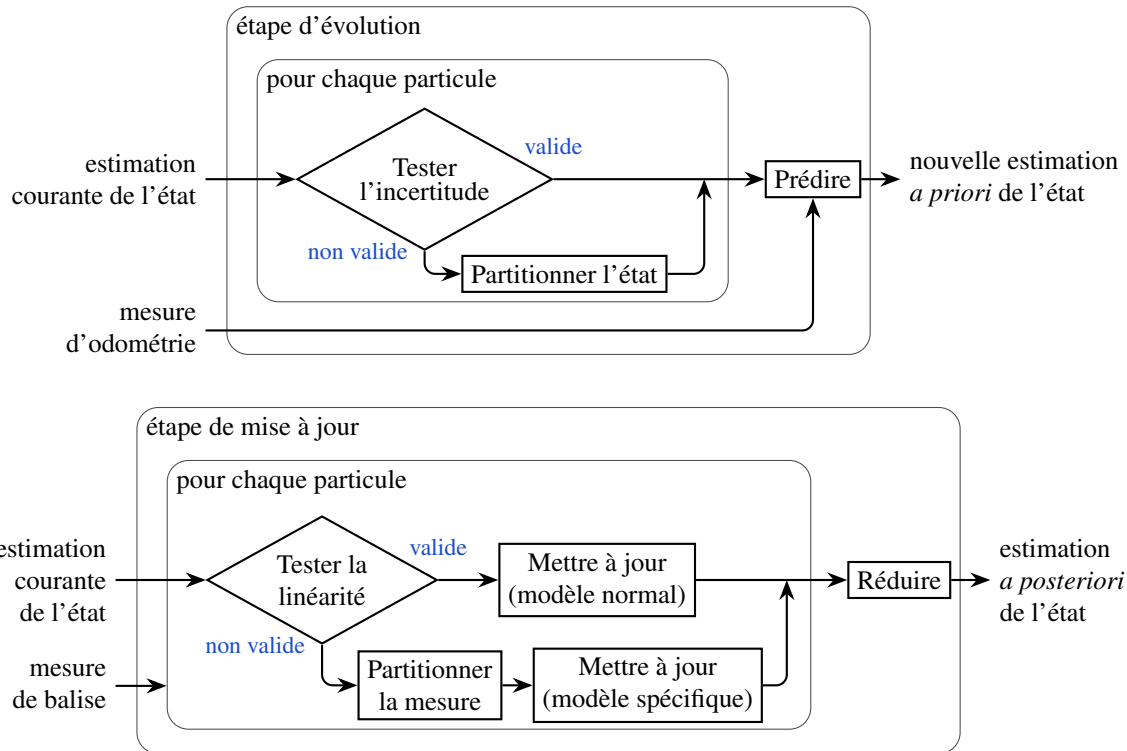 étape d’évolution
pour chaque particule
estimation
courante de l’état
Tester
l’incertitude
valide
non valide
Partitionner l’état
Prédire
nouvelle estimation
a priori de l’état
mesure
d’odométrie
étape de mise à jour
pour chaque particule
estimation
courante
de l’état
Tester la
linéarité
valide
non valide
Mettre à jour
(modèle normal)
Réduire
estimation
a posteriori
de l’état
mesure
de balise
Partitionner
la mesure
Mettre à jour
(modèle spécifique)